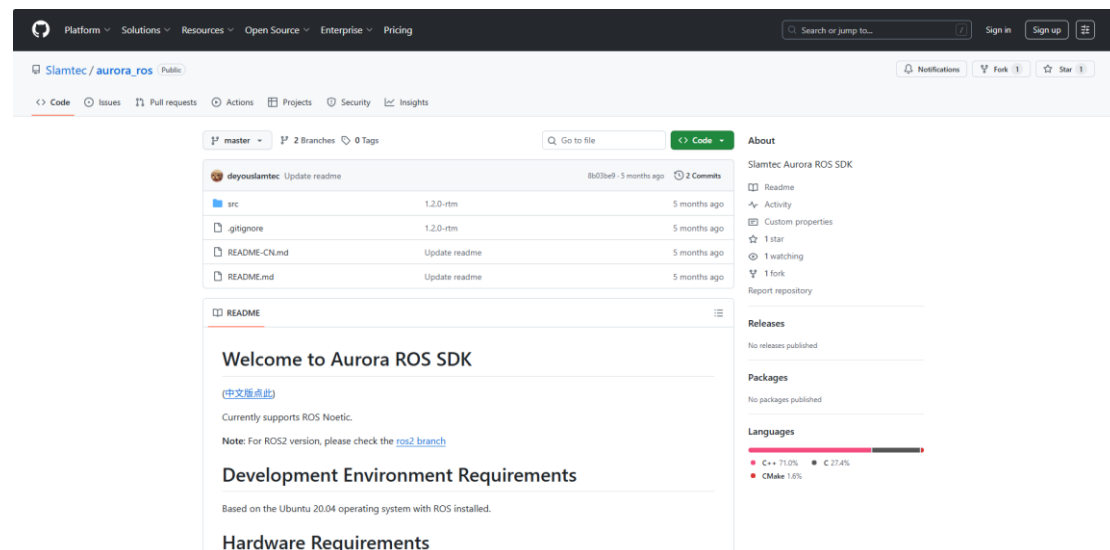 Platform Solutions Resources Open Source Enterprise Pricing Search or jump to... / Sign in Sign up
Slamtec / aurora_ros Public Notifications Fork 1 Star 1
Code Issues Pull requests Actions Projects Security Insights
master 2 Branches 0 Tags Go to file Code
deyouslamtec Update readme 8b03be9 · 5 months ago 2 Commits
src 1.2.0-rtm 5 months ago
.gitignore 1.2.0-rtm 5 months ago
README-CN.md Update readme 5 months ago
README.md Update readme 5 months ago
README
Welcome to Aurora ROS SDK
(中文版点此)
Currently supports ROS Noetic.
Note: For ROS2 version, please check the ros2 branch
Development Environment Requirements
Based on the Ubuntu 20.04 operating system with ROS installed.
Hardware Requirements
About
Slamtec Aurora ROS SDK
Readme
Activity
Custom properties
1 star
1 watching
1 fork
Report repository
Releases
No releases published
Packages
No packages published
Languages
C++ 71.0% C 27.4%
CMake 1.6%